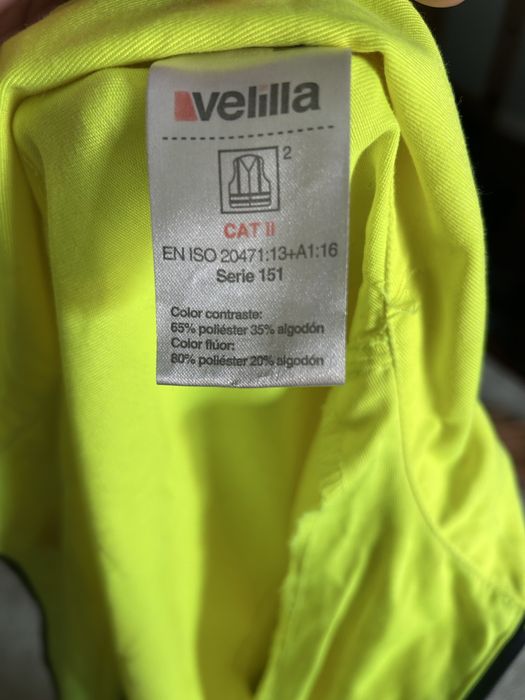 velilla
2
CAT II
EN ISO 20471:13+A1:16
Serie 151
Color contraste:
65% poliéster 35% algodón
Color flúor:
80% poliéster 20% algodón